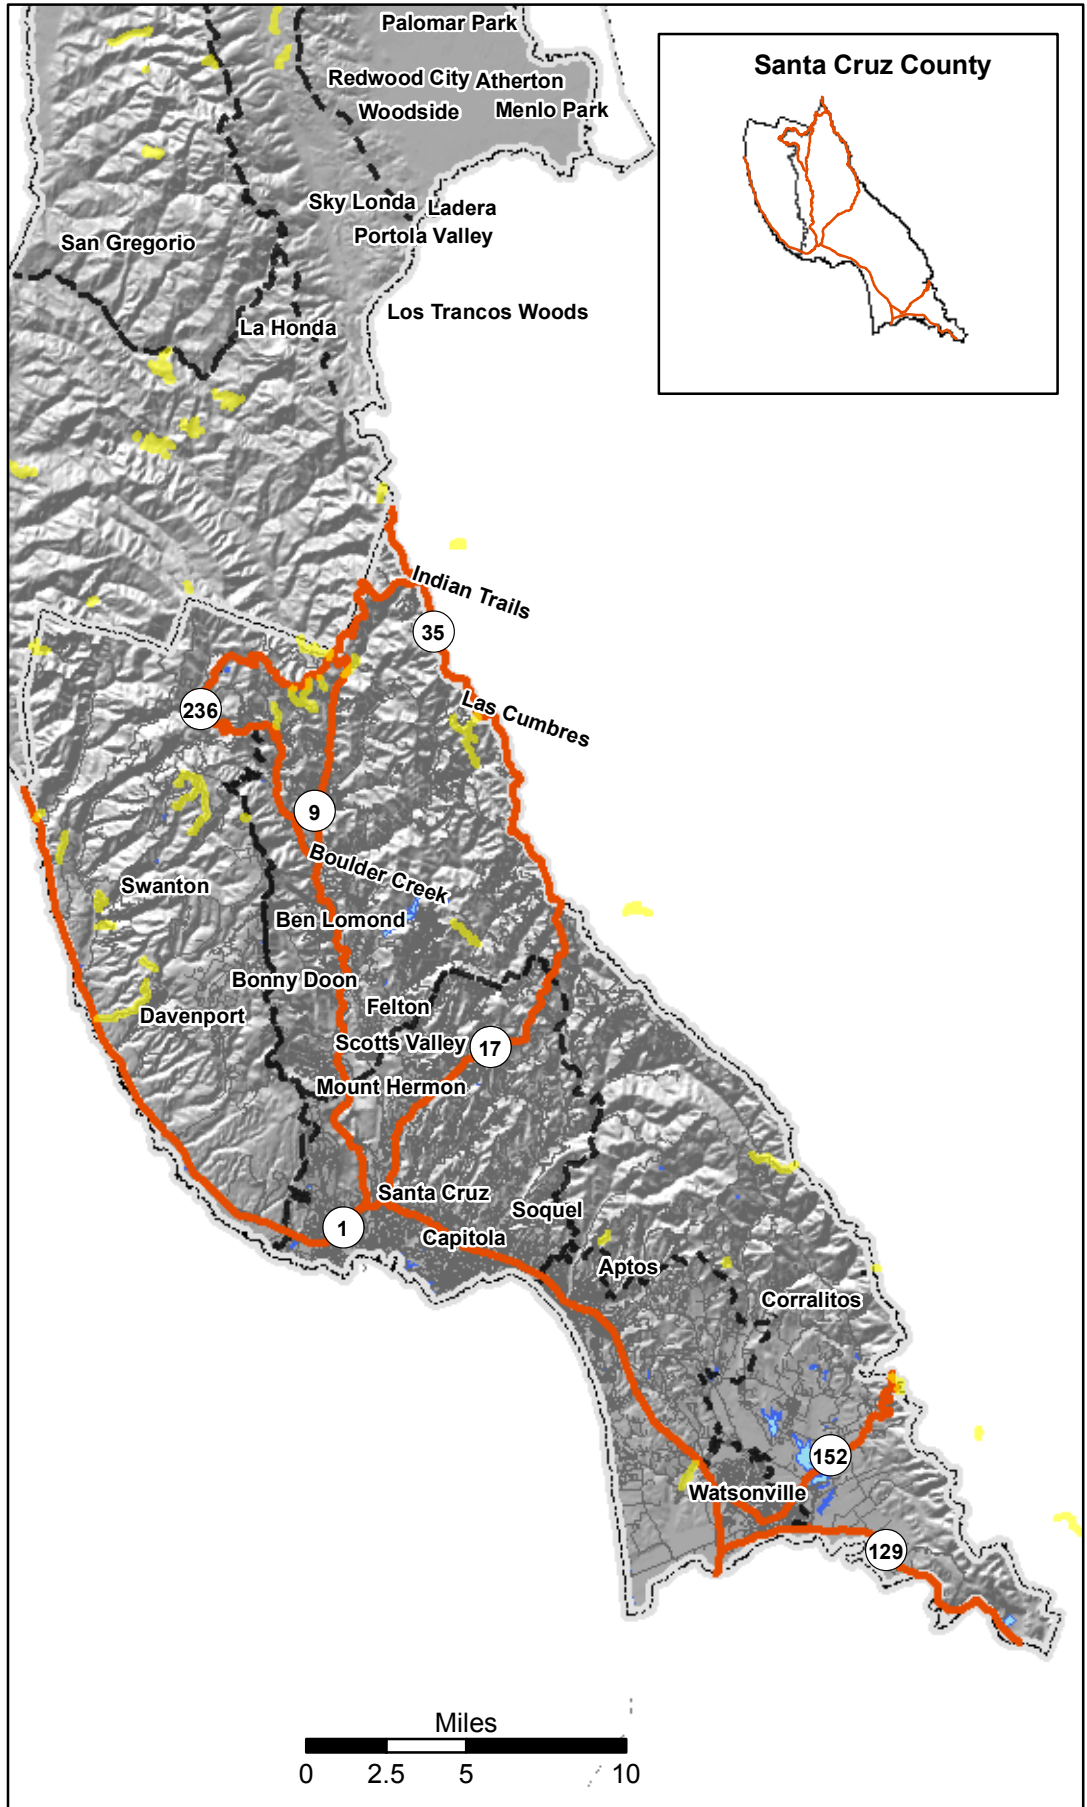 Palomar Park
Santa Cruz County
Redwood City
Atherton
Woodside
Menlo Park
Sky Londa
Ladera
Portola Valley
San Gregorio
Los Trancos Woods
La Honda
Indian Trails
35
236
Las Cumbres
9
Boulder Creek
Swanton
Ben Lomond
Bonny Doon
Felton
Davenport
Scotts Valley
17
Mount Hermon
Santa Cruz
Soquel
1
Capitola
Aptos
Corralitos
152
Watsonville
129
Miles
0 2.5 5 10